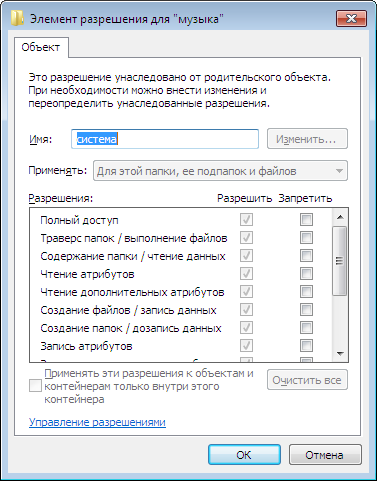 Элемент разрешения для "музыка"
Объект
Это разрешение унаследовано от родительского объекта.
При необходимости можно внести изменения и
переопределить унаследованные разрешения.
Имя: система Изменить...
Применять: Для этой папки, ее подпапок и файлов
Разрешения: Разрешить Запретить
Полный доступ
Траверс папок / выполнение файлов
Содержание папки / чтение данных
Чтение атрибутов
Чтение дополнительных атрибутов
Создание файлов / запись данных
Создание папок / дозапись данных
Запись атрибутов
Применять эти разрешения к объектам и
контейнерам только внутри этого
контейнера
Очистить все
Управление разрешениями
ОК Отмена